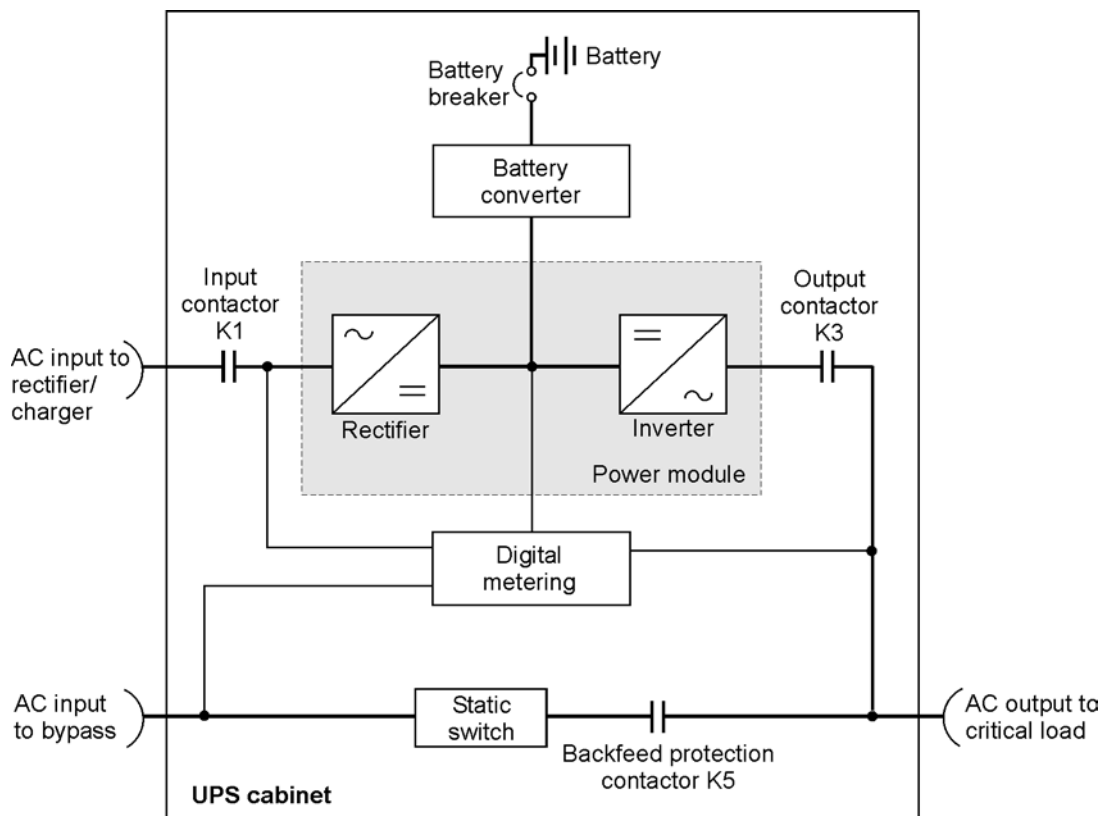 Battery
Battery
breaker
Battery
converter
Input
contactor
K1
Output
contactor
K3
AC input to
rectifier/
charger
Rectifier
Inverter
Power module
Digital
metering
AC input
to bypass
Static
switch
Backfeed protection
contactor K5
AC output to
critical load
UPS cabinet